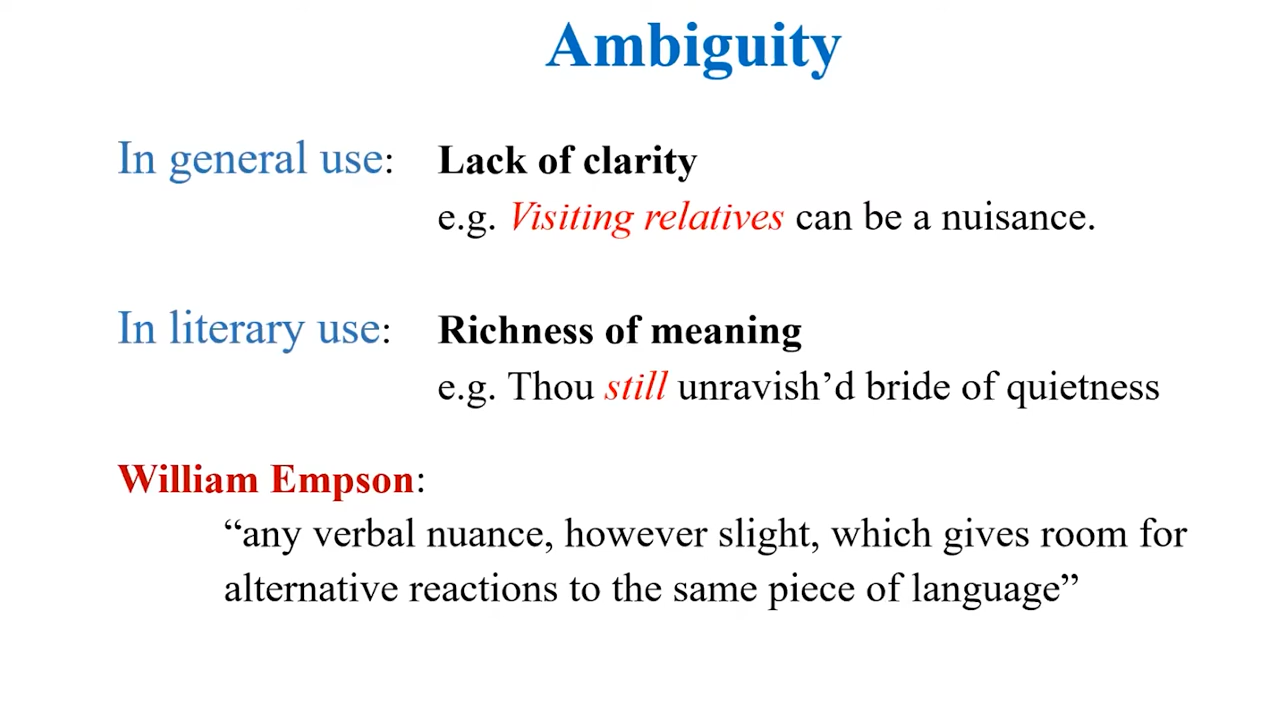 Ambiguity
In general use: Lack of clarity
e.g. Visiting relatives can be a nuisance.
In literary use: Richness of meaning
e.g. Thou still unravish’d bride of quietness
William Empson:
“any verbal nuance, however slight, which gives room for
alternative reactions to the same piece of language”